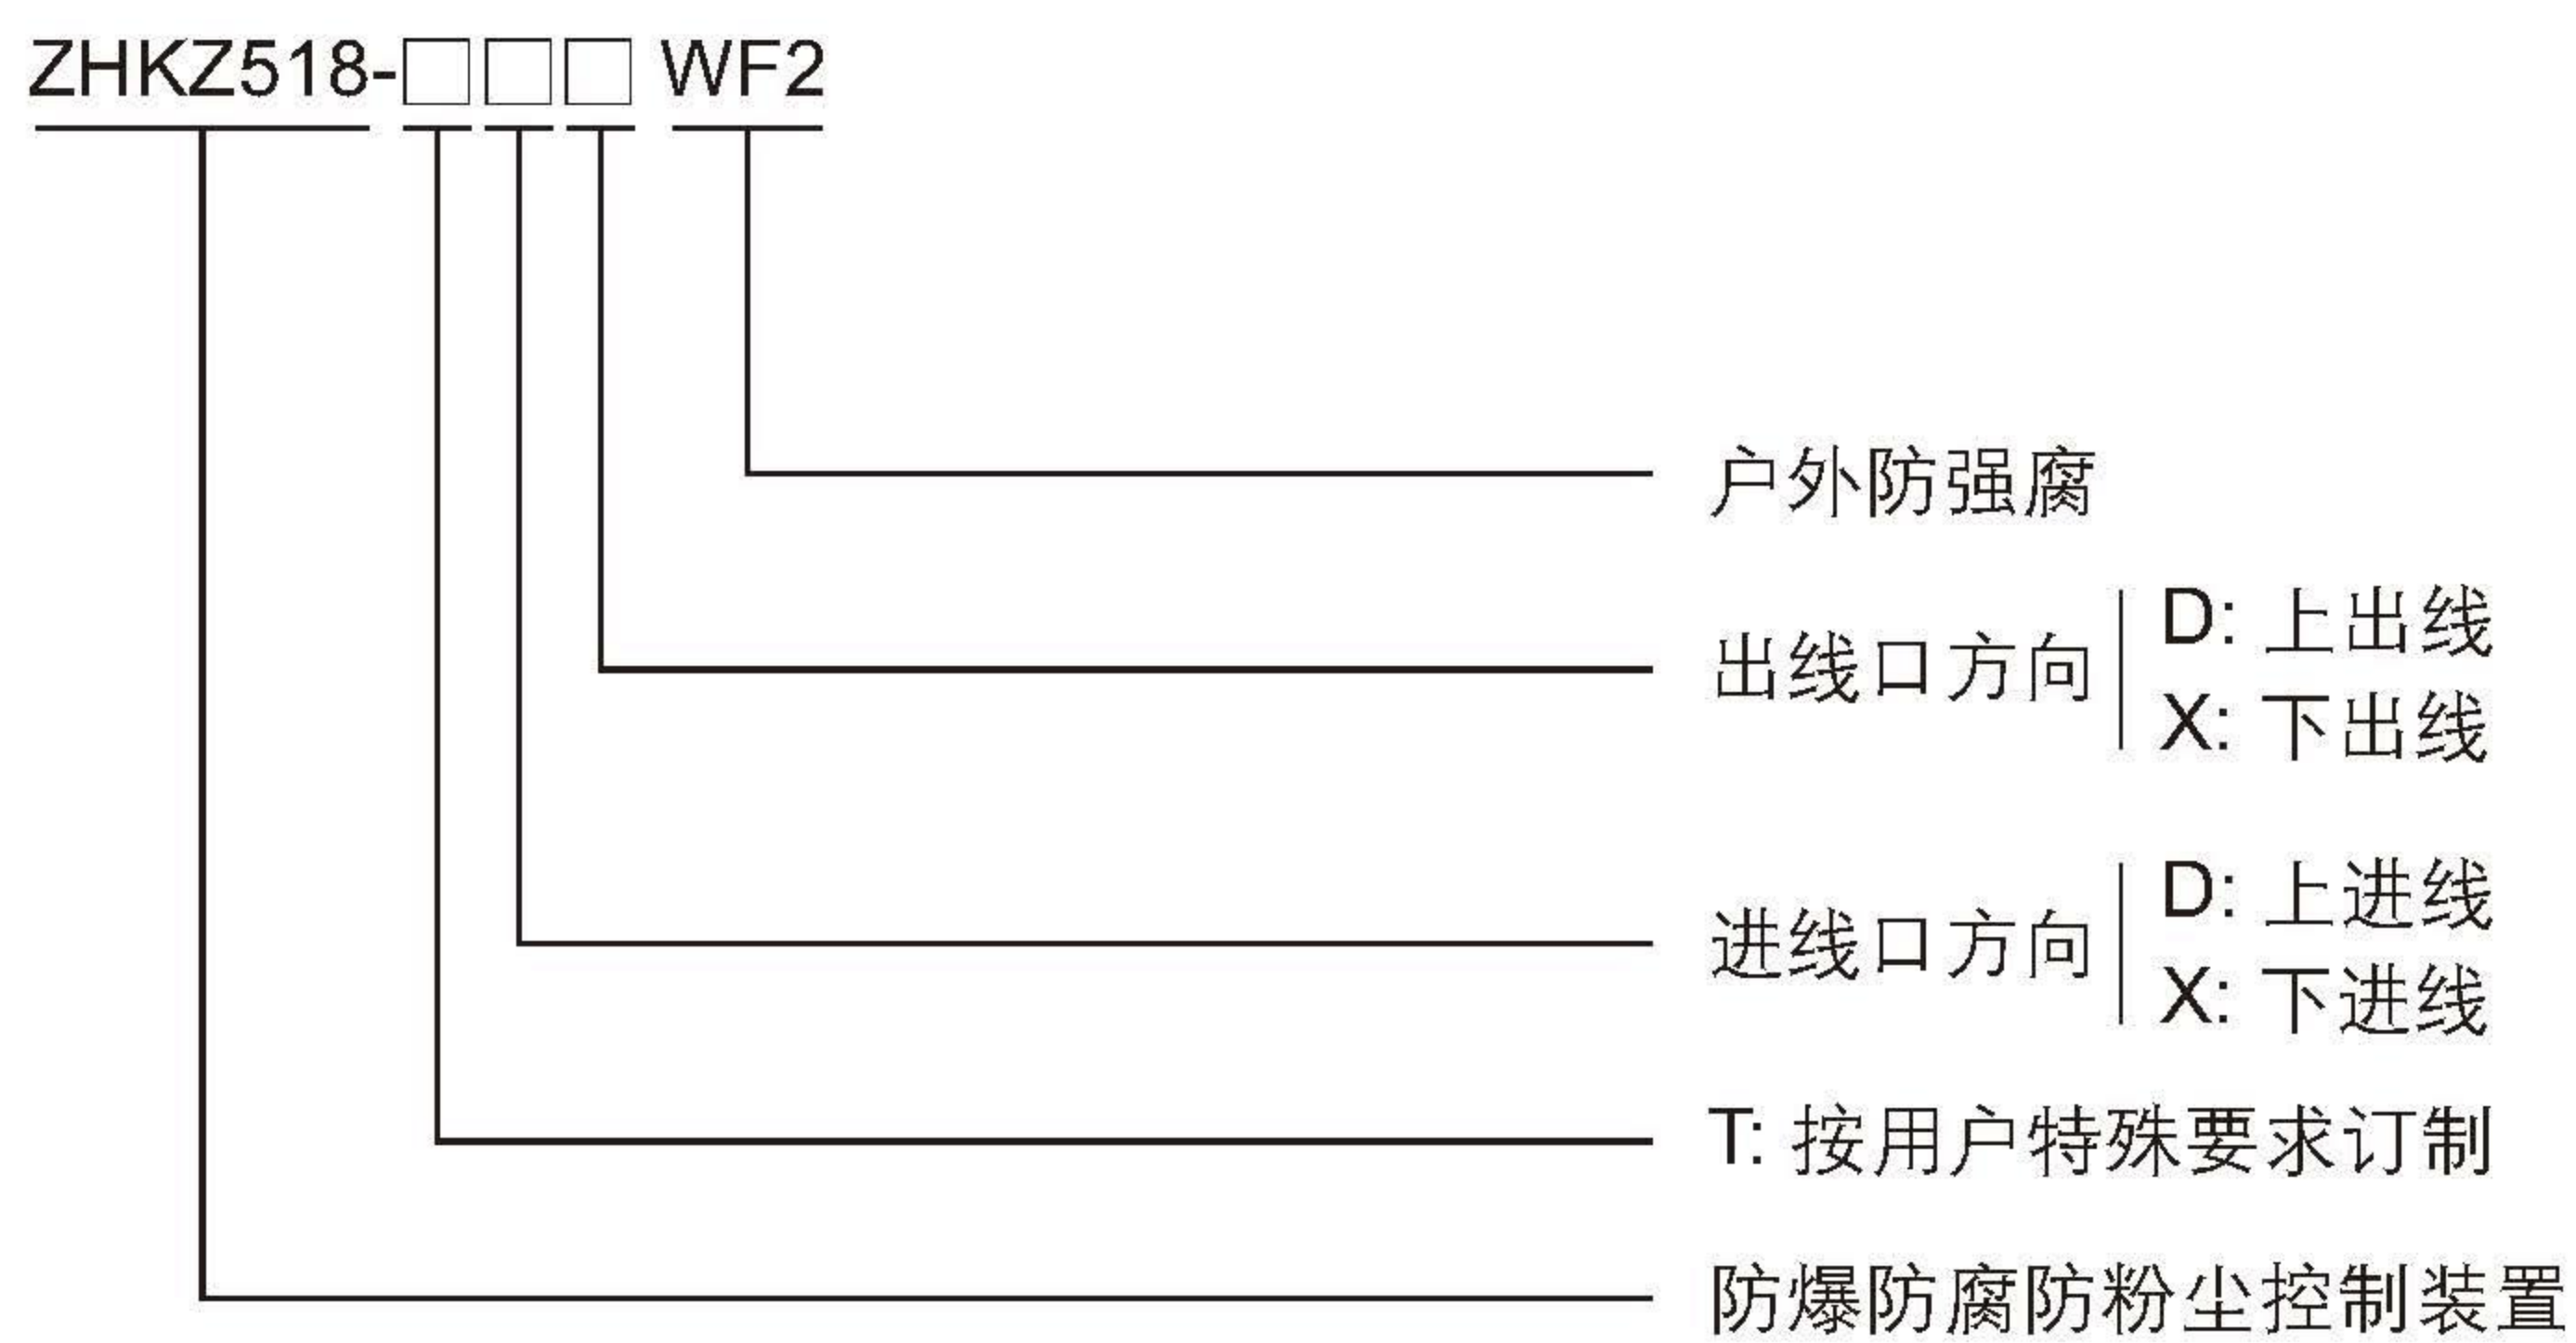 ZHKZ518-□□□ WF2
户外防强腐
出线口方向
D: 上出线
X: 下出线
进线口方向
D: 上进线
X: 下进线
T: 按用户特殊要求订制
防爆防腐防粉尘控制装置